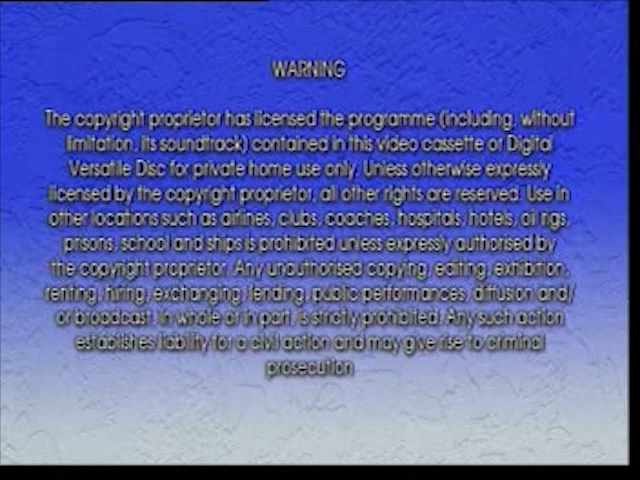 WARNING
The copyright proprietor has licensed the programme (including, without
limitation, its soundtrack) contained in this video cassette or Digital
Versatile Disc for private home use only. Unless otherwise expressly
licensed by the copyright proprietor, all other rights are reserved. Use in
other locations such as airlines, clubs, coaches, hospitals, hotels, oil rigs,
prisons, school and ships is prohibited unless expressly authorised by
the copyright proprietor. Any unauthorised copying, editing, exhibition,
renting, hiring, exchanging, lending, public performances, diffusion and/
or broadcast, in whole or in part, is strictly prohibited. Any such action
establishes liability for a civil action and may give rise to criminal
prosecution